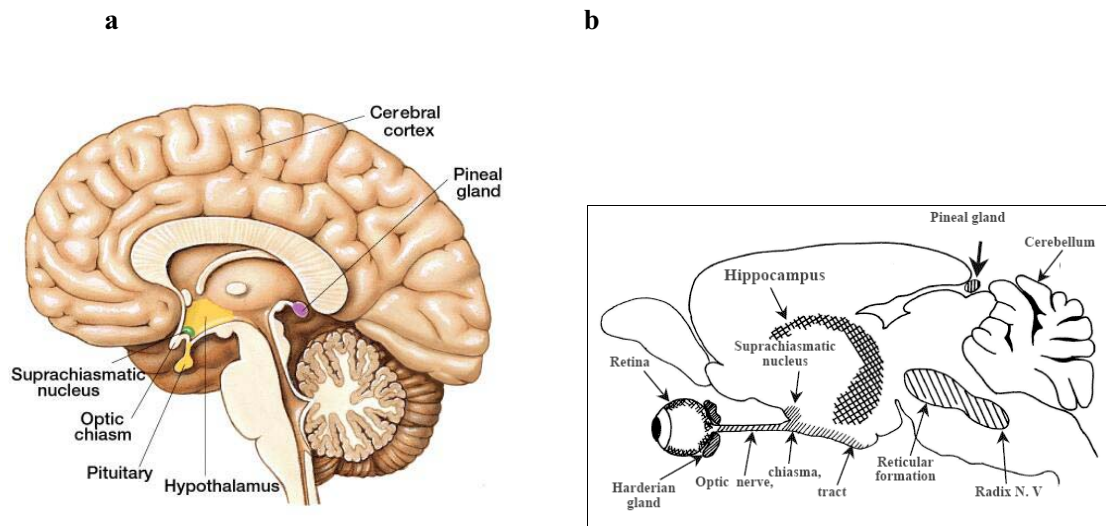 a
b
Cerebral
cortex
Pineal
gland
Suprachiasmatic
nucleus
Optic
chiasm
Pituitary
Hypothalamus
Pineal gland
Cerebellum
Hippocampus
Suprachiasmatic
nucleus
Retina
Harderian
gland
Optic nerve,
chiasma,
tract
Reticular
formation
Radix N. V